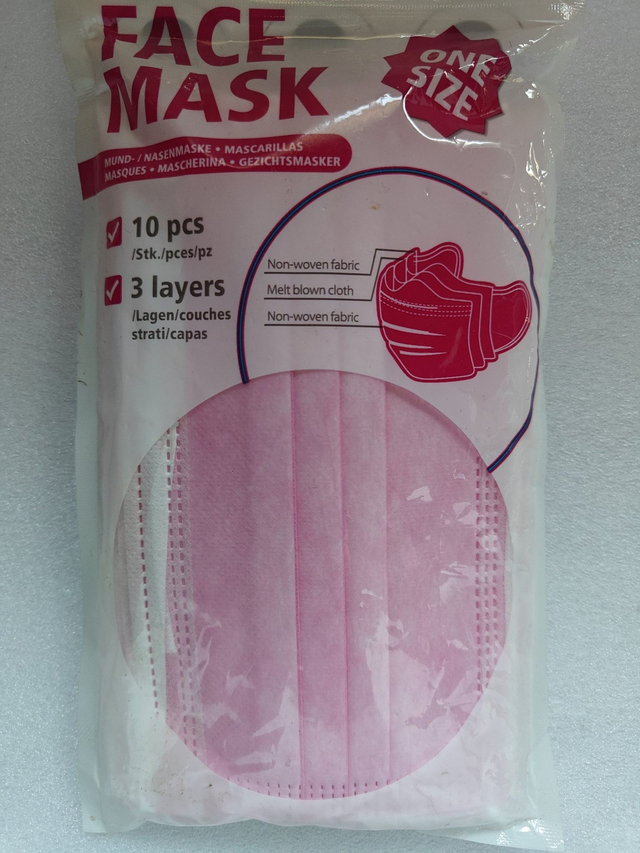 FACE
MASK
ONE
SIZE
MUND- / NASENMASKE • MASCARILLAS
MASQUES • MASCHERINA • GEZICHTSMASKER
10 pcs
/Stk./pces/pz
3 layers
/Lagen/couches
strati/capas
Non-woven fabric
Melt blown cloth
Non-woven fabric